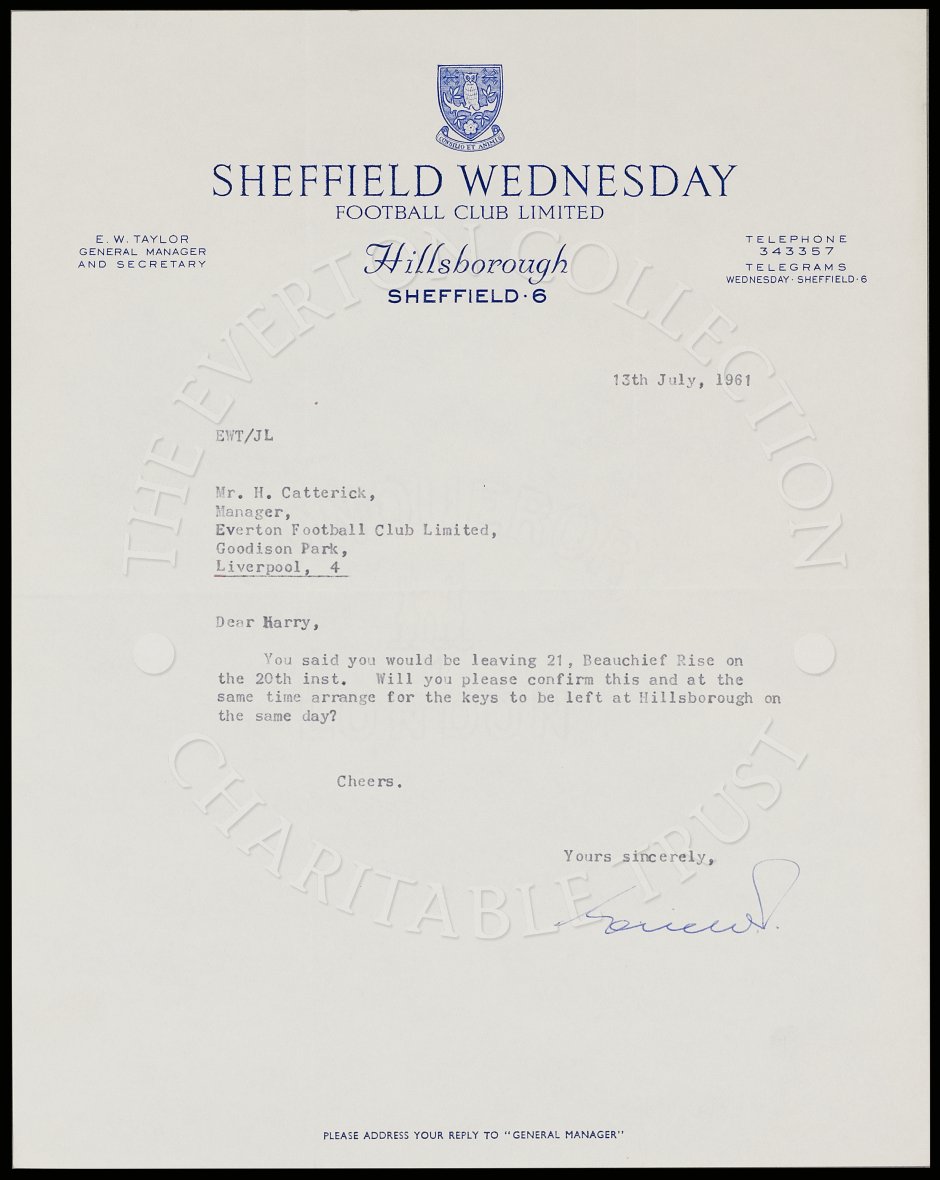 CONSILIO ET ANIMIS
SHEFFIELD WEDNESDAY
FOOTBALL CLUB LIMITED
E. W. TAYLOR
GENERAL MANAGER
AND SECRETARY
Hillsborough
SHEFFIELD · 6
TELEPHONE
343357
TELEGRAMS
WEDNESDAY · SHEFFIELD · 6
THE EVERTON COLLECTION
13th July, 1961
EWT/JL
Mr. H. Catterick,
Manager,
Everton Football Club Limited,
Goodison Park,
Liverpool, 4
Dear Harry,
You said you would be leaving 21, Beauchief Rise on
the 20th inst. Will you please confirm this and at the
same time arrange for the keys to be left at Hillsborough on
the same day?
Cheers.
CHARITABLE TRUST
Yours sincerely,
PLEASE ADDRESS YOUR REPLY TO "GENERAL MANAGER"